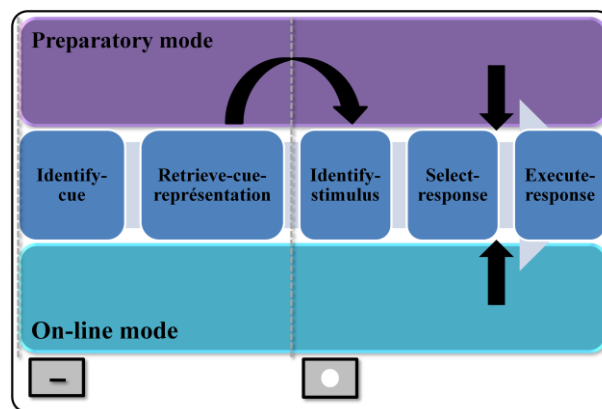 Preparatory mode
Identify-
cue
Retrieve-cue-
représentation
Identify-
stimulus
Select-
response
Execute-
response
On-line mode